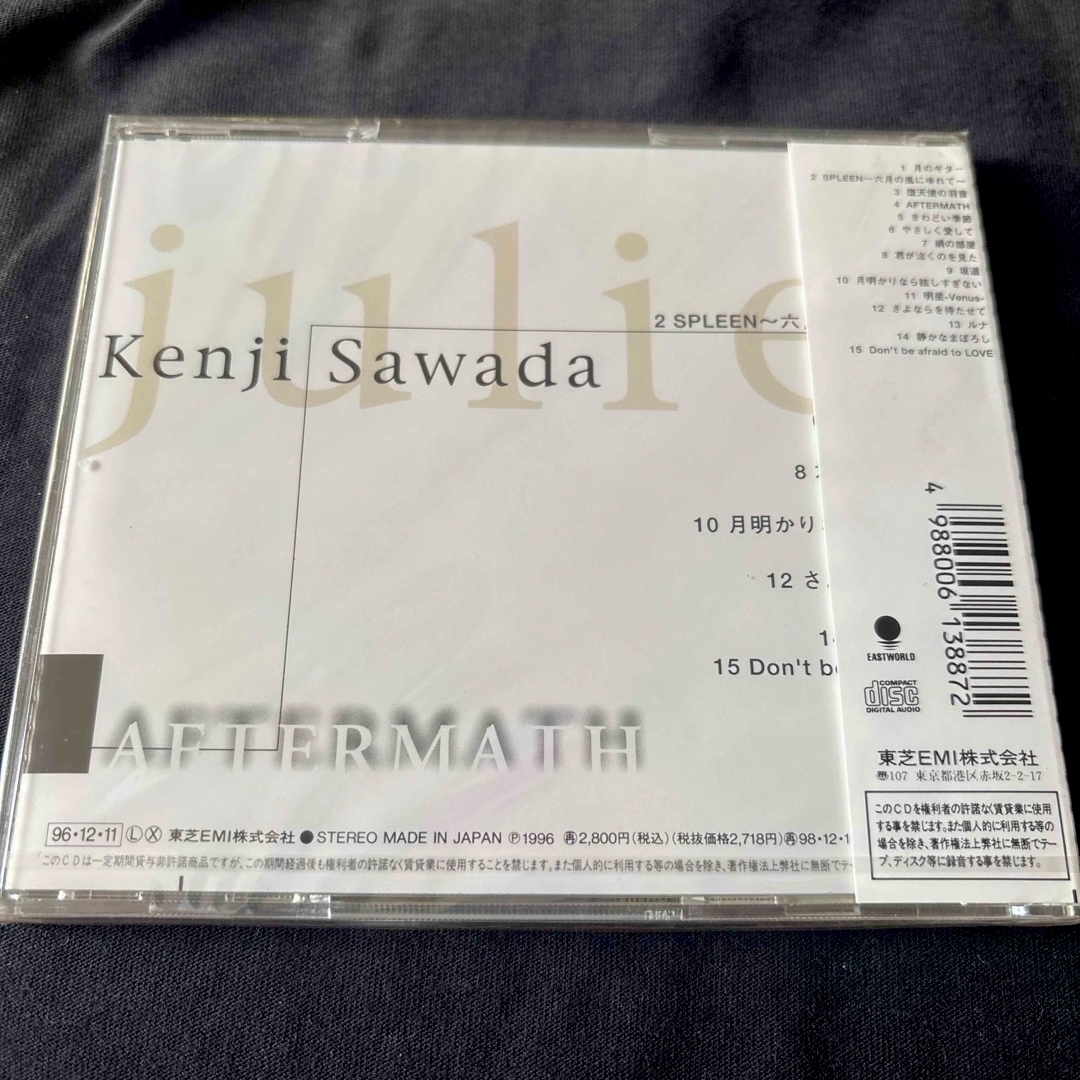 julie
Kenji Sawada
2 SPLEEN～六
8
10 月明かり
12 さ
15 Don't be
AFTERMATH
96・12・11 Ⓛ Ⓧ 東芝EMI株式会社 ● STEREO MADE IN JAPAN Ⓟ1996 再 2,800円(税込) (税抜価格2,718円) 再 98・12・1
「このCDは一定期間貸与非許諾商品ですが、この期間経過後も権利者の許諾なく賃貸業に使用することを禁じます。また個人的に利用する等の場合を除き、著作権法上弊社に無断でテー
1 月のギター
2 SPLEEN～六月の風にゆれて～
3 堕天使の羽音
4 AFTERMATH
5 きわどい季節
6 やさしく愛して
7 絹の部屋
8 君が泣くのを見た
9 坂道
10 月明かりなら眩しすぎない
11 明星-Venus-
12 さよならを待たせて
13 ルナ
14 静かなまぼろし
15 Don't be afraid to LOVE
4 988006 138872
EASTWORLD
COMPACT
disc
DIGITAL AUDIO
東芝EMI株式会社
〠107 東京都港区赤坂2-2-17
このCDを権利者の許諾なく賃貸業に使用
する事を禁じます。また個人的に利用する等の
場合を除き、著作権法上弊社に無断でテー
プ、ディスク等に録音する事を禁じます。